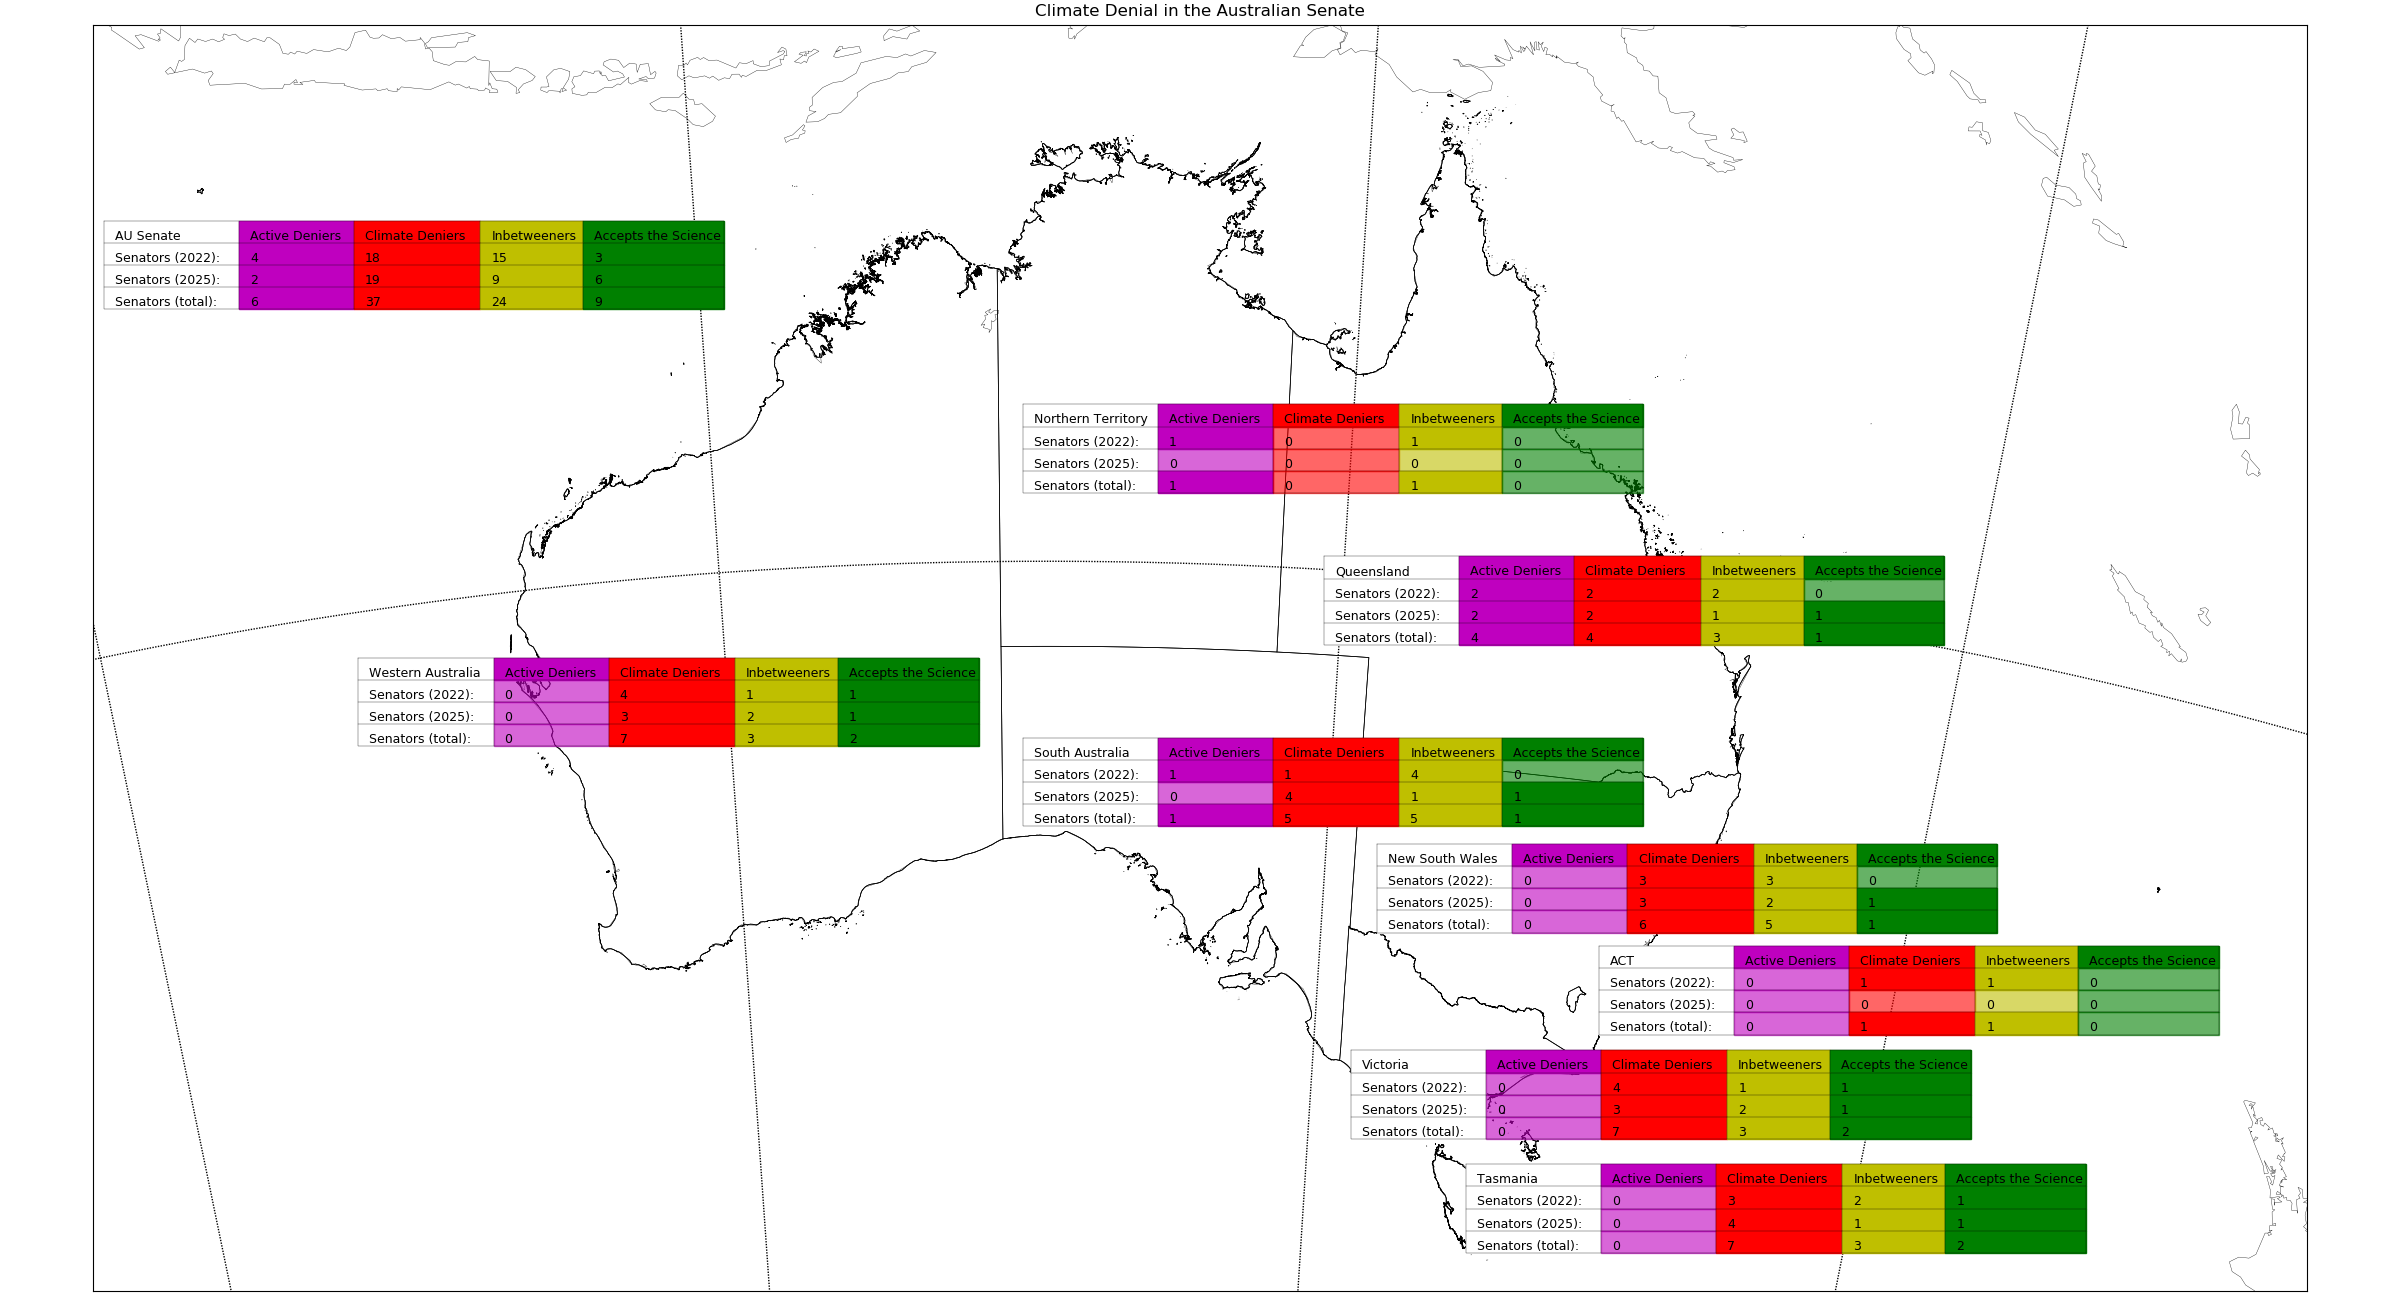 Climate Denial in the Australian Senate
AU Senate Active Deniers Climate Deniers Inbetweeners Accepts the Science
Senators (2022): 4 18 15 3
Senators (2025): 2 19 9 6
Senators (total): 6 37 24 9
Northern Territory Active Deniers Climate Deniers Inbetweeners Accepts the Science
Senators (2022): 1 0 1 0
Senators (2025): 0 0 0 0
Senators (total): 1 0 1 0
Queensland Active Deniers Climate Deniers Inbetweeners Accepts the Science
Senators (2022): 2 2 2 0
Senators (2025): 2 2 1 1
Senators (total): 4 4 3 1
Western Australia Active Deniers Climate Deniers Inbetweeners Accepts the Science
Senators (2022): 0 4 1 1
Senators (2025): 0 3 2 1
Senators (total): 0 7 3 2
South Australia Active Deniers Climate Deniers Inbetweeners Accepts the Science
Senators (2022): 1 1 4 0
Senators (2025): 0 4 1 1
Senators (total): 1 5 5 1
New South Wales Active Deniers Climate Deniers Inbetweeners Accepts the Science
Senators (2022): 0 3 3 0
Senators (2025): 0 3 2 1
Senators (total): 0 6 5 1
ACT Active Deniers Climate Deniers Inbetweeners Accepts the Science
Senators (2022): 0 1 1 0
Senators (2025): 0 0 0 0
Senators (total): 0 1 1 0
Victoria Active Deniers Climate Deniers Inbetweeners Accepts the Science
Senators (2022): 0 4 1 1
Senators (2025): 0 3 2 1
Senators (total): 0 7 3 2
Tasmania Active Deniers Climate Deniers Inbetweeners Accepts the Science
Senators (2022): 0 3 2 1
Senators (2025): 0 4 1 1
Senators (total): 0 7 3 2